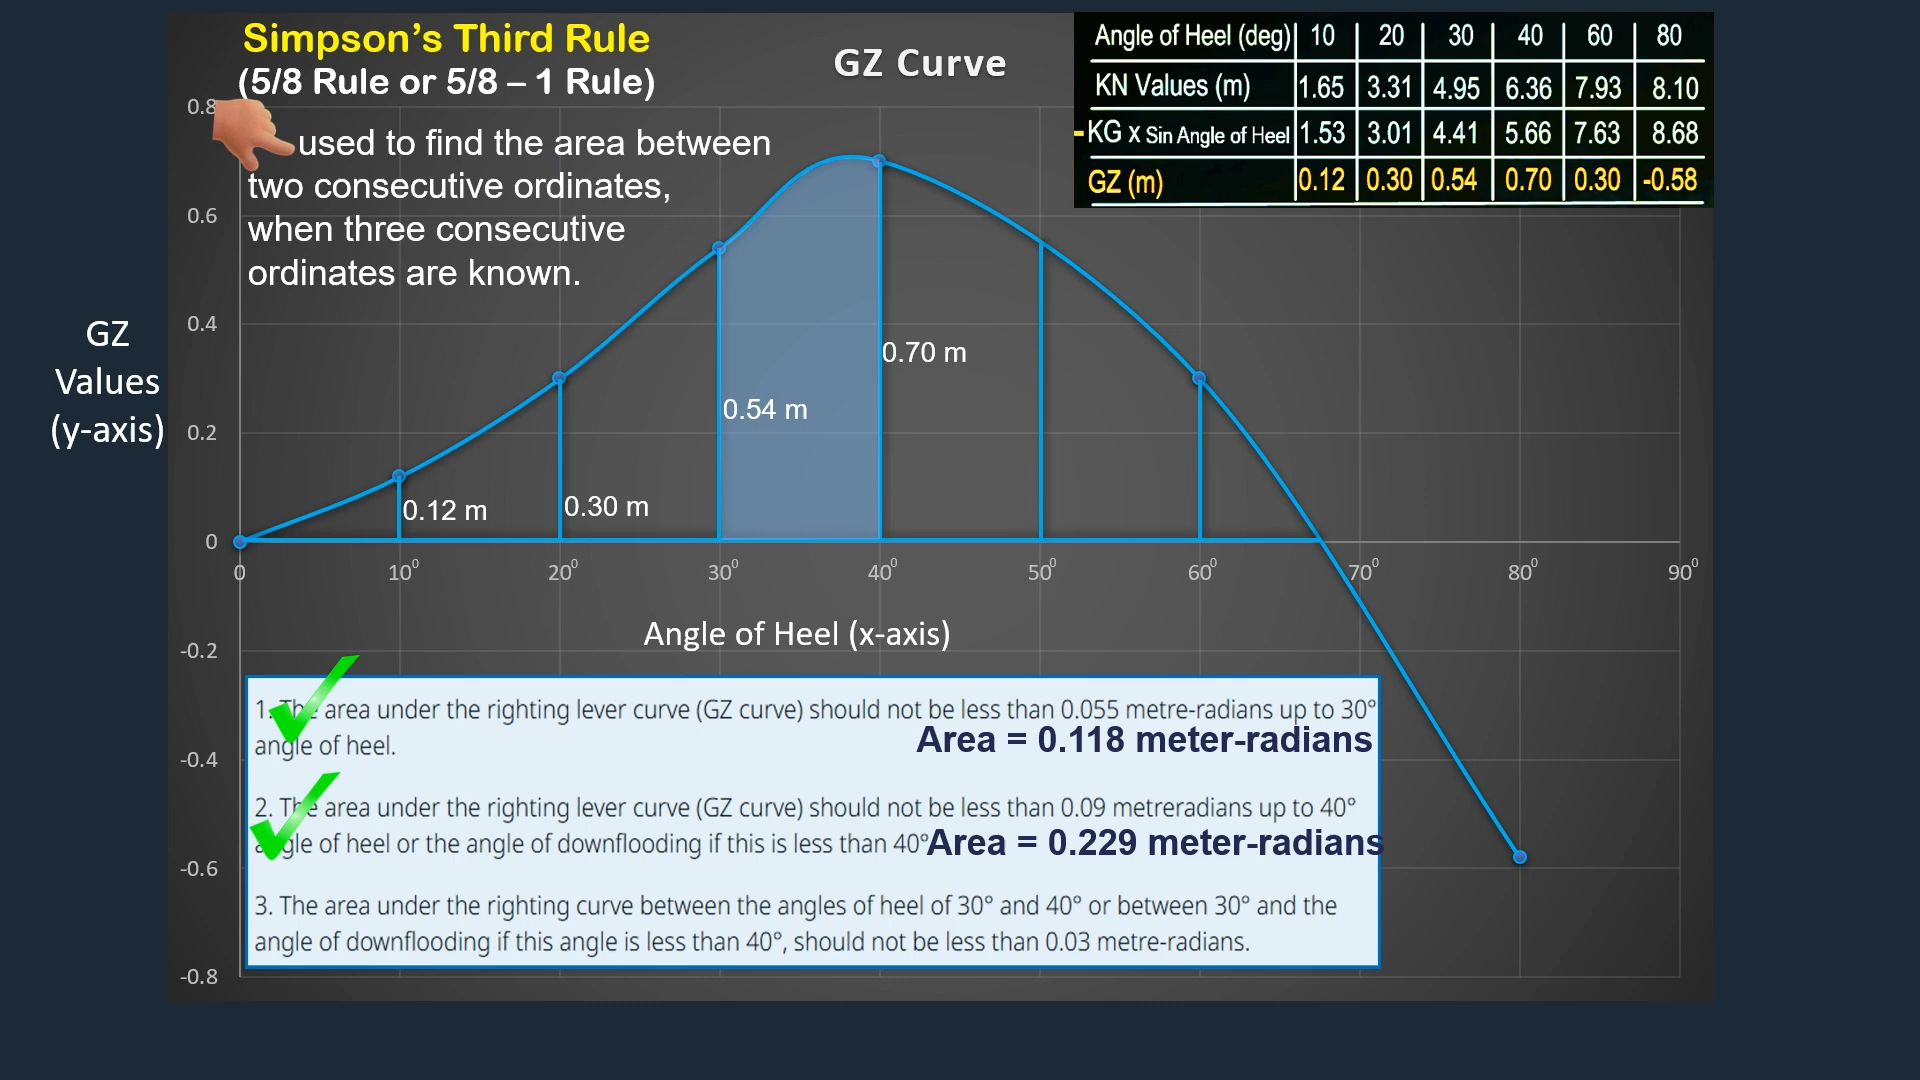 Simpson's Third Rule
(5/8 Rule or 5/8 – 1 Rule)
used to find the area between
two consecutive ordinates,
when three consecutive
ordinates are known.
GZ Curve
Angle of Heel (deg) 10 20 30 40 60 80
KN Values (m) 1.65 3.31 4.95 6.36 7.93 8.10
-KG x Sin Angle of Heel 1.53 3.01 4.41 5.66 7.63 8.68
GZ (m) 0.12 0.30 0.54 0.70 0.30 -0.58
GZ
Values
(y-axis)
0.8
0.6
0.4
0.2
0
-0.2
-0.4
-0.6
-0.8
0.12 m
0.30 m
0.54 m
0.70 m
0 10⁰ 20⁰ 30⁰ 40⁰ 50⁰ 60⁰ 70⁰ 80⁰ 90⁰
Angle of Heel (x-axis)
1. The area under the righting lever curve (GZ curve) should not be less than 0.055 metre-radians up to 30°
angle of heel.
Area = 0.118 meter-radians
2. The area under the righting lever curve (GZ curve) should not be less than 0.09 metreradians up to 40°
angle of heel or the angle of downflooding if this is less than 40°
Area = 0.229 meter-radians
3. The area under the righting curve between the angles of heel of 30° and 40° or between 30° and the
angle of downflooding if this angle is less than 40°, should not be less than 0.03 metre-radians.